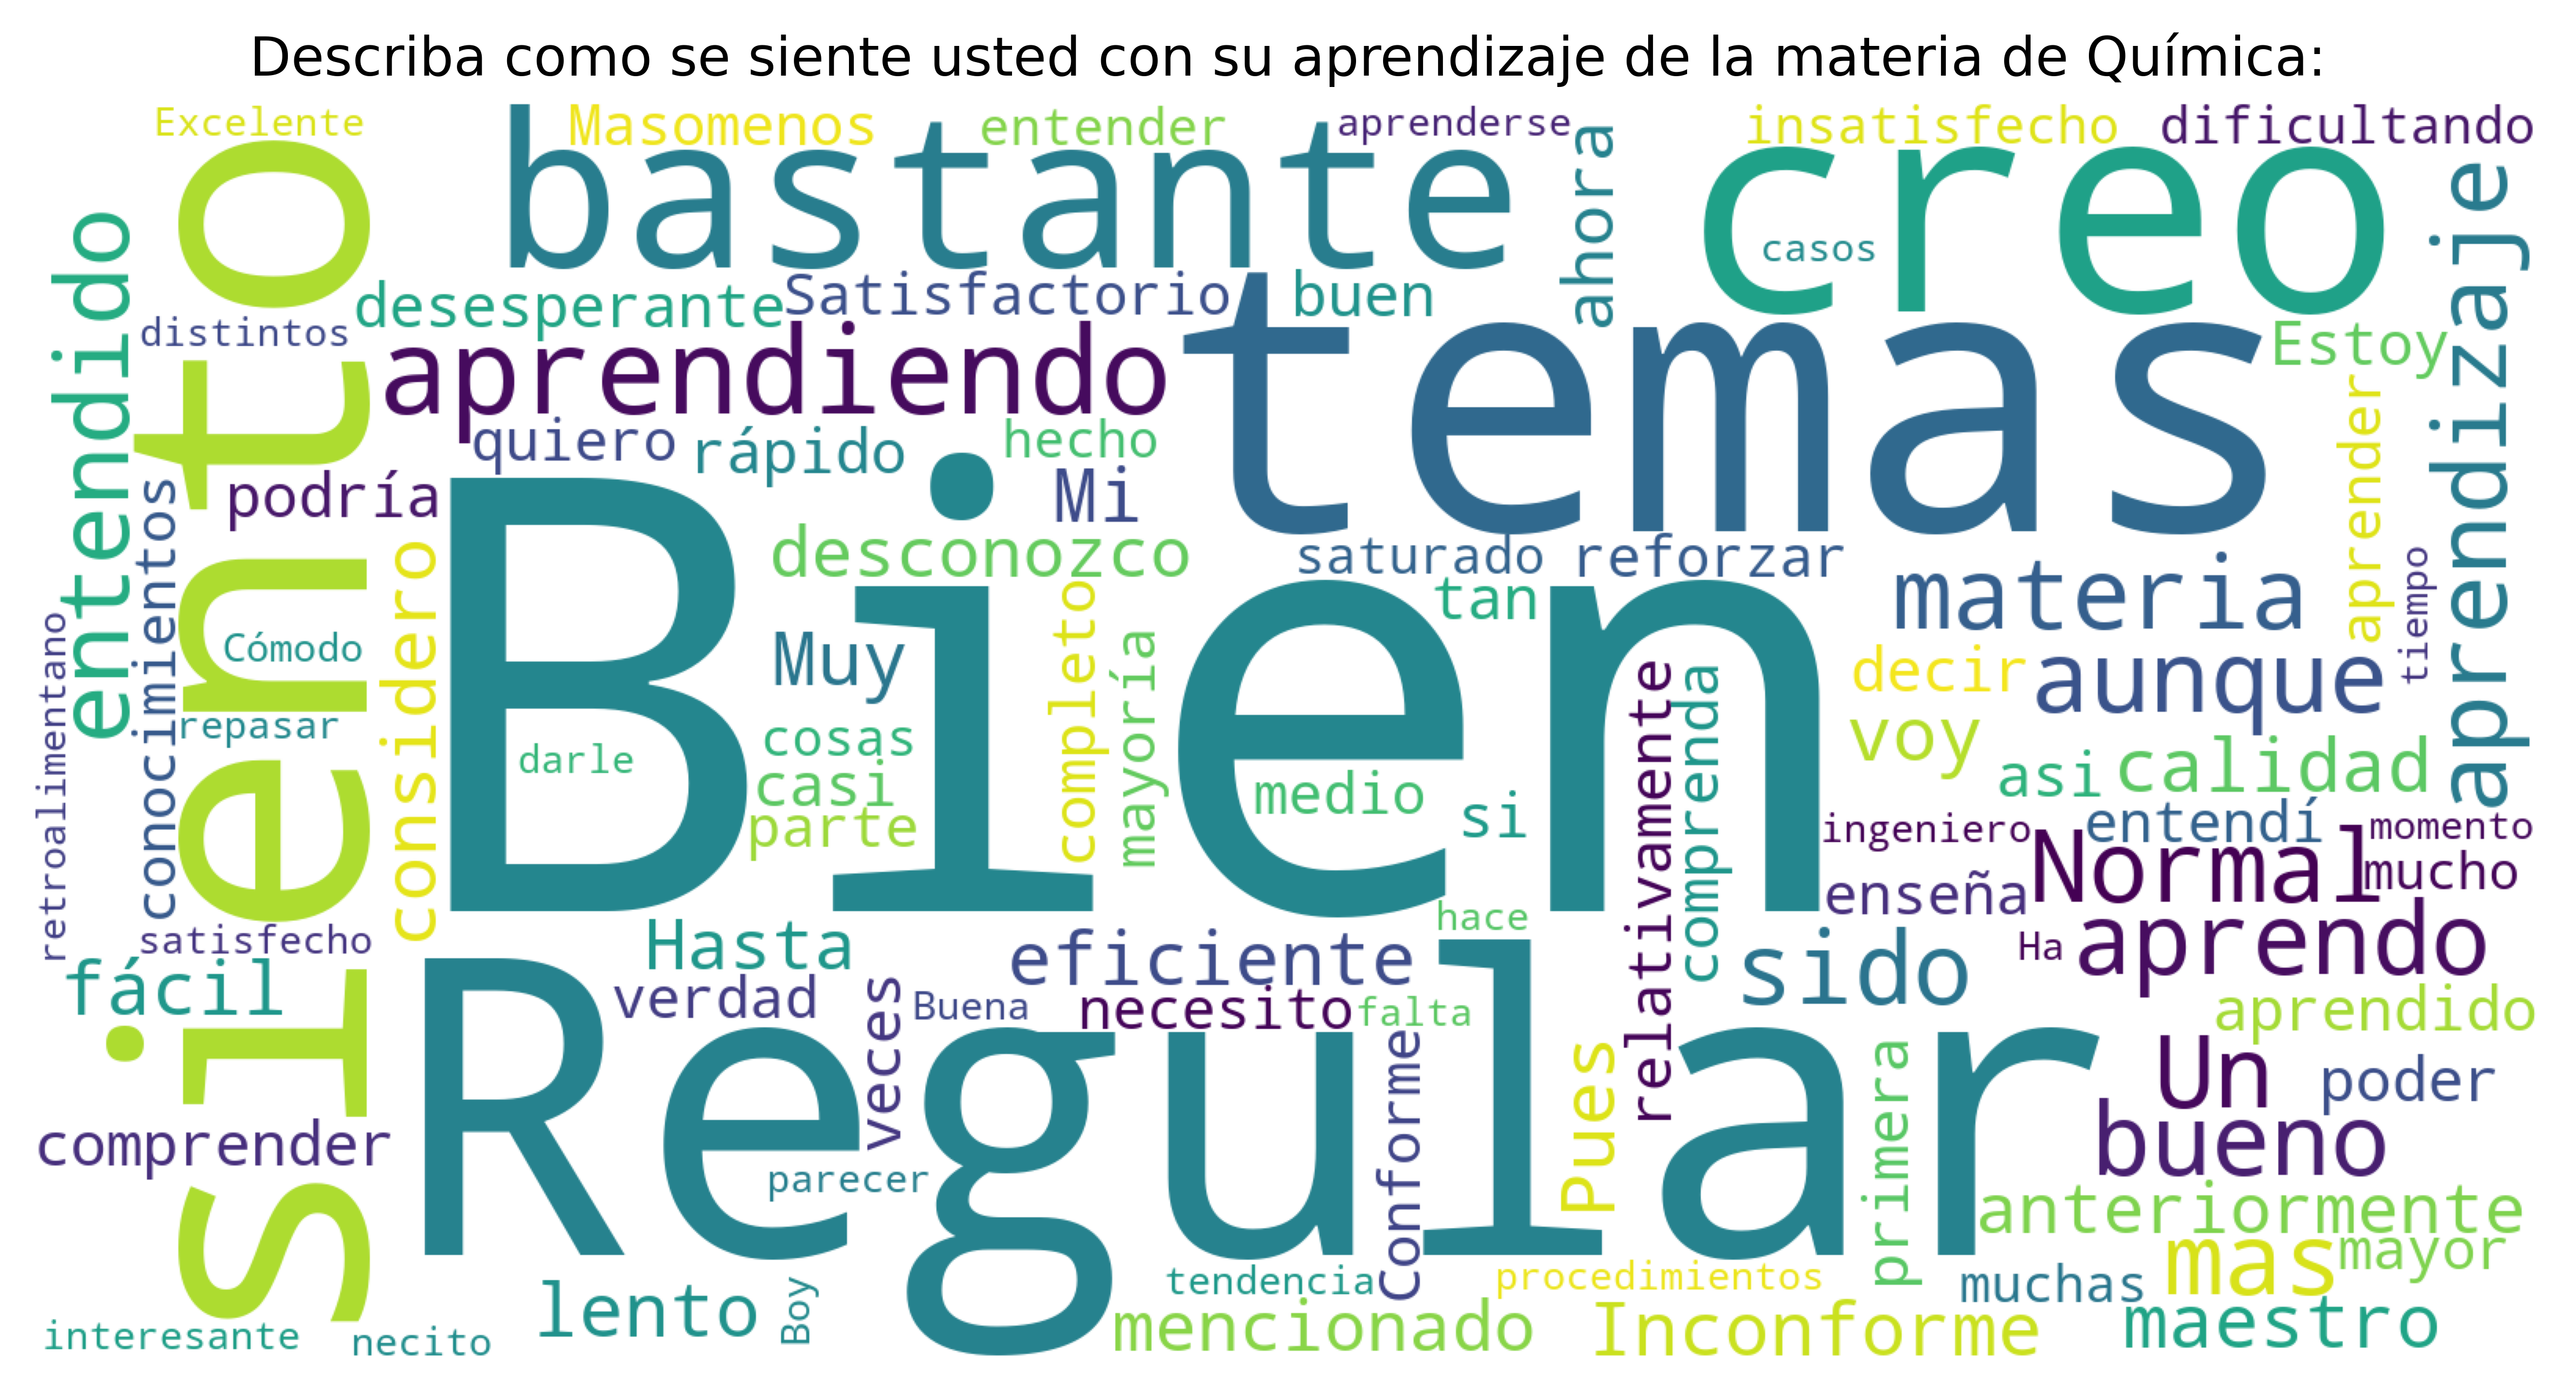 Describa como se siente usted con su aprendizaje de la materia de Química:
Excelente
Masomenos
entender
aprenderse
insatisfecho
dificultando
bastante
creo
ahora
casos
siento
entendido
distintos
desesperante
Satisfactorio
buen
temas
Estoy
aprendizaje
aprendiendo
quiero
rápido
hecho
Mi
podría
conocimientos
considero
Bien
desconozco
saturado
reforzar
tan
materia
aprender
tiempo
retroalimentano
Cómodo
repasar
darle
Muy
cosas
casi
parte
completo
mayoría
medio
si
relativamente
comprenda
decir
aunque
voy
asi
calidad
ingeniero
entendí
momento
Normal
mucho
enseña
satisfecho
fácil
Hasta
verdad
veces
Buena
eficiente
necesito
hace
falta
sido
Ha
aprendo
aprendido
Regular
Conforme
Pues
primera
Un
poder
bueno
comprender
parecer
anteriormente
mas
mayor
tendencia
procedimientos
muchas
interesante
necito
lento
Boy
mencionado
Inconforme
maestro